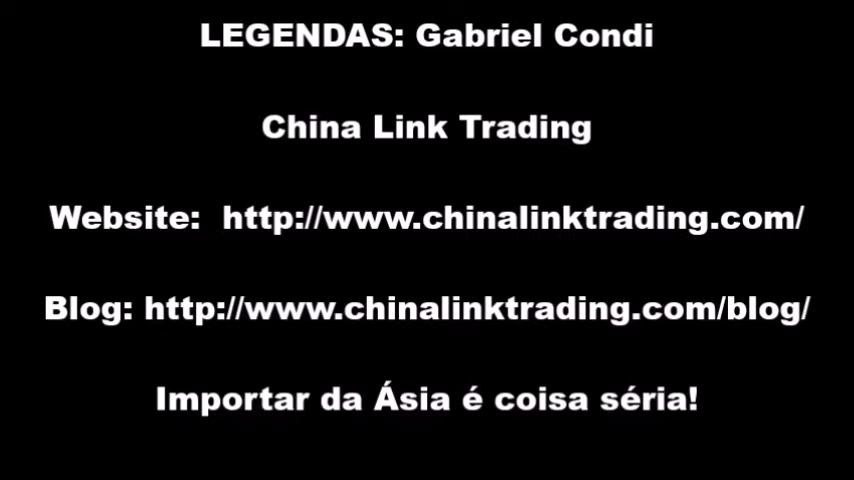 LEGENDAS: Gabriel Condi
China Link Trading
Website: http://www.chinalinktrading.com/
Blog: http://www.chinalinktrading.com/blog/
Importar da Ásia é coisa séria!